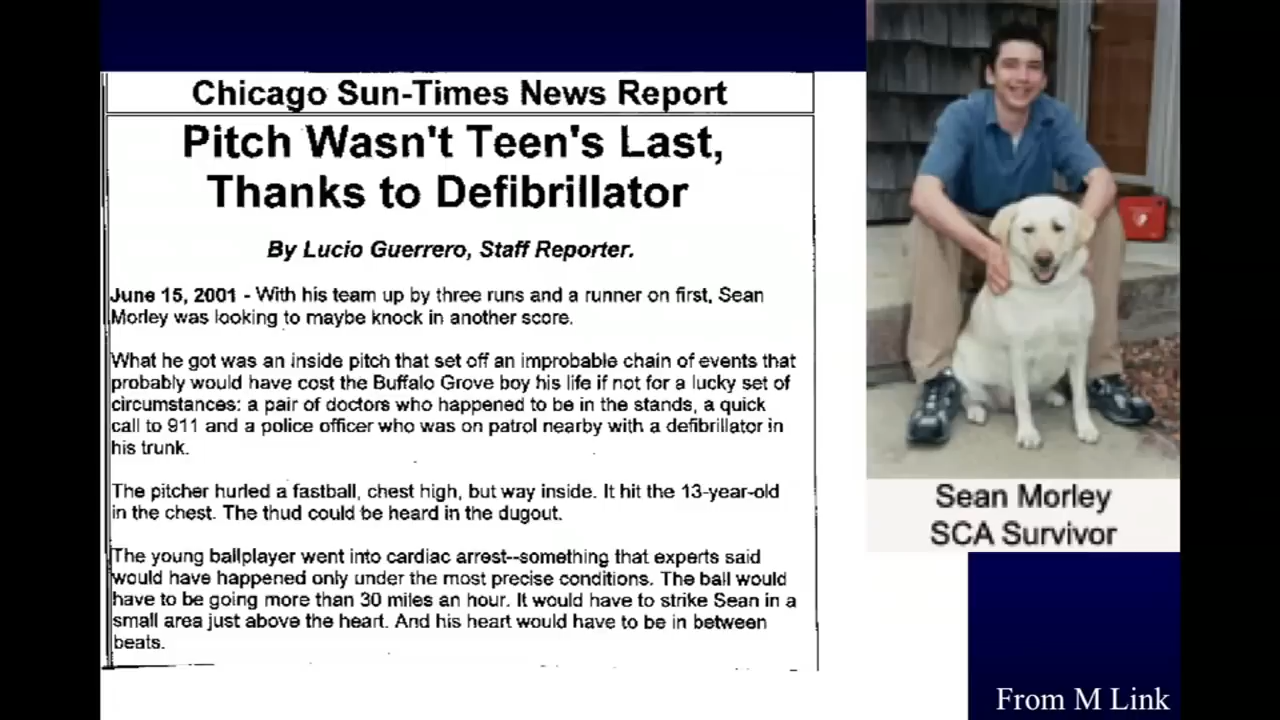 Chicago Sun-Times News Report
Pitch Wasn't Teen's Last,
Thanks to Defibrillator
By Lucio Guerrero, Staff Reporter.
June 15, 2001 - With his team up by three runs and a runner on first, Sean
Morley was looking to maybe knock in another score.
What he got was an inside pitch that set off an improbable chain of events that
probably would have cost the Buffalo Grove boy his life if not for a lucky set of
circumstances: a pair of doctors who happened to be in the stands, a quick
call to 911 and a police officer who was on patrol nearby with a defibrillator in
his trunk.
The pitcher hurled a fastball, chest high, but way inside. It hit the 13-year-old
in the chest. The thud could be heard in the dugout.
The young ballplayer went into cardiac arrest--something that experts said
would have happened only under the most precise conditions. The ball would
have to be going more than 30 miles an hour. It would have to strike Sean in a
small area just above the heart. And his heart would have to be in between
beats.
Sean Morley
SCA Survivor
From M Link